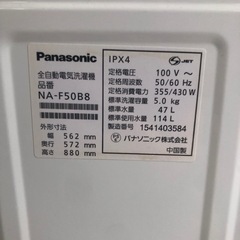 Panasonic
全自動電気洗濯機
品番
NA-F50B8
外形寸法
幅 562 mm
奥行 572 mm
高さ 880 mm
IPX4
JET
定格電圧 100 V ~
定格周波数 50/60 Hz
定格消費電力 355/430 W
標準洗濯容量 5.0 kg
標準水量 47 L
標準使用水量 114 L
製造番号 1541403584
パナソニック株式会社
中国製